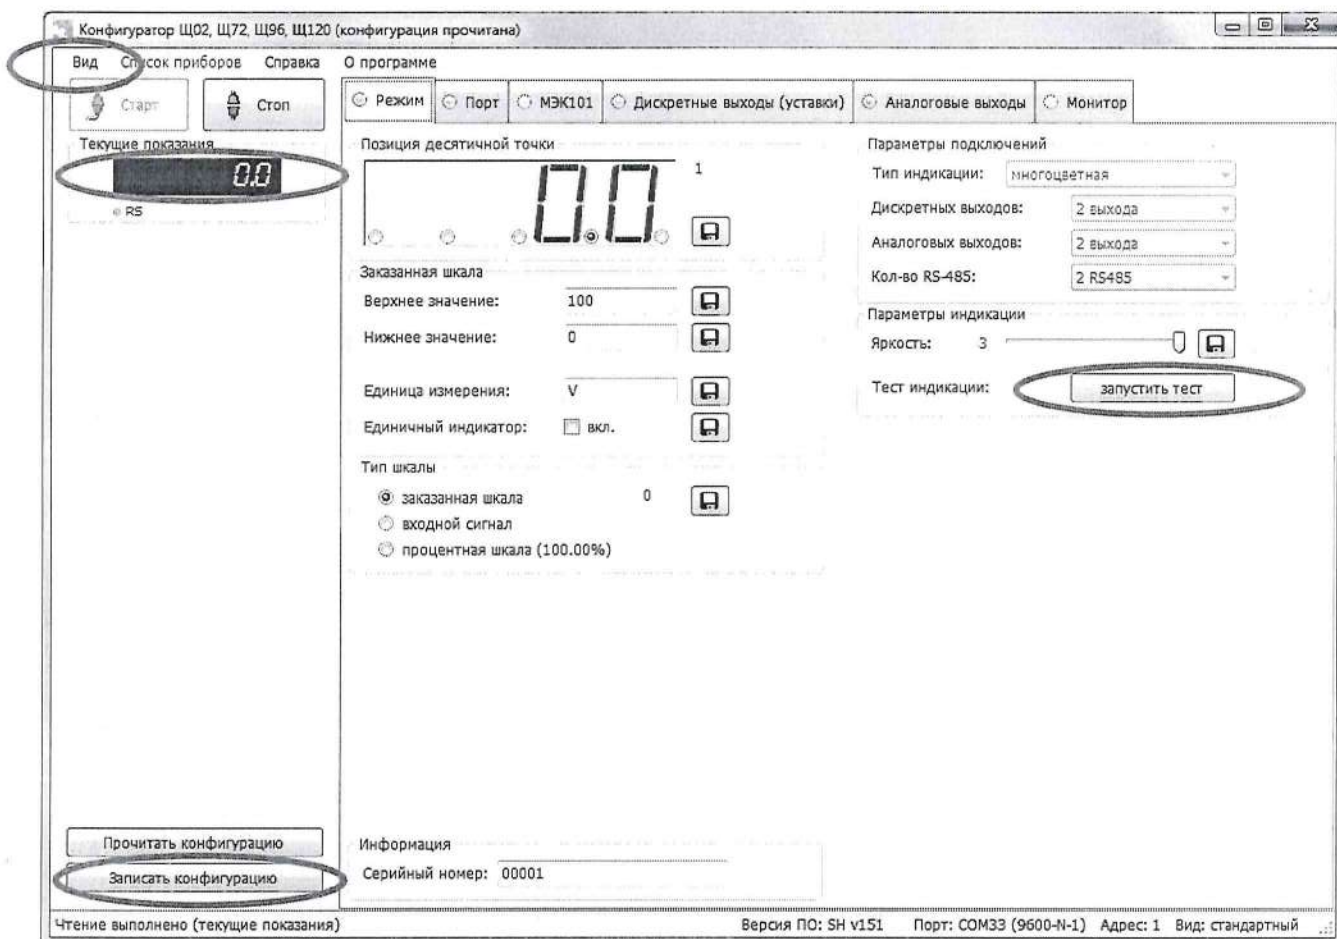 Конфигуратор Щ02, Щ72, Щ96, Щ120 (конфигурация прочитана)
Вид Список приборов Справка О программе
Старт Стоп
Режим Порт МЭК101 Дискретные выходы (уставки) Аналоговые выходы Монитор
Текущие показания
0.0
RS
Позиция десятичной точки
0.0
1
Заказанная шкала
Верхнее значение: 100
Нижнее значение: 0
Единица измерения: V
Единичный индикатор: вкл.
Тип шкалы
заказанная шкала 0
входной сигнал
процентная шкала (100.00%)
Параметры подключений
Тип индикации: многоцветная
Дискретных выходов: 2 выхода
Аналоговых выходов: 2 выхода
Кол-во RS-485: 2 RS485
Параметры индикации
Яркость: 3
Тест индикации: запустить тест
Прочитать конфигурацию
Записать конфигурацию
Информация
Серийный номер: 00001
Чтение выполнено (текущие показания) Версия ПО: SH v151 Порт: COM33 (9600-N-1) Адрес: 1 Вид: стандартный